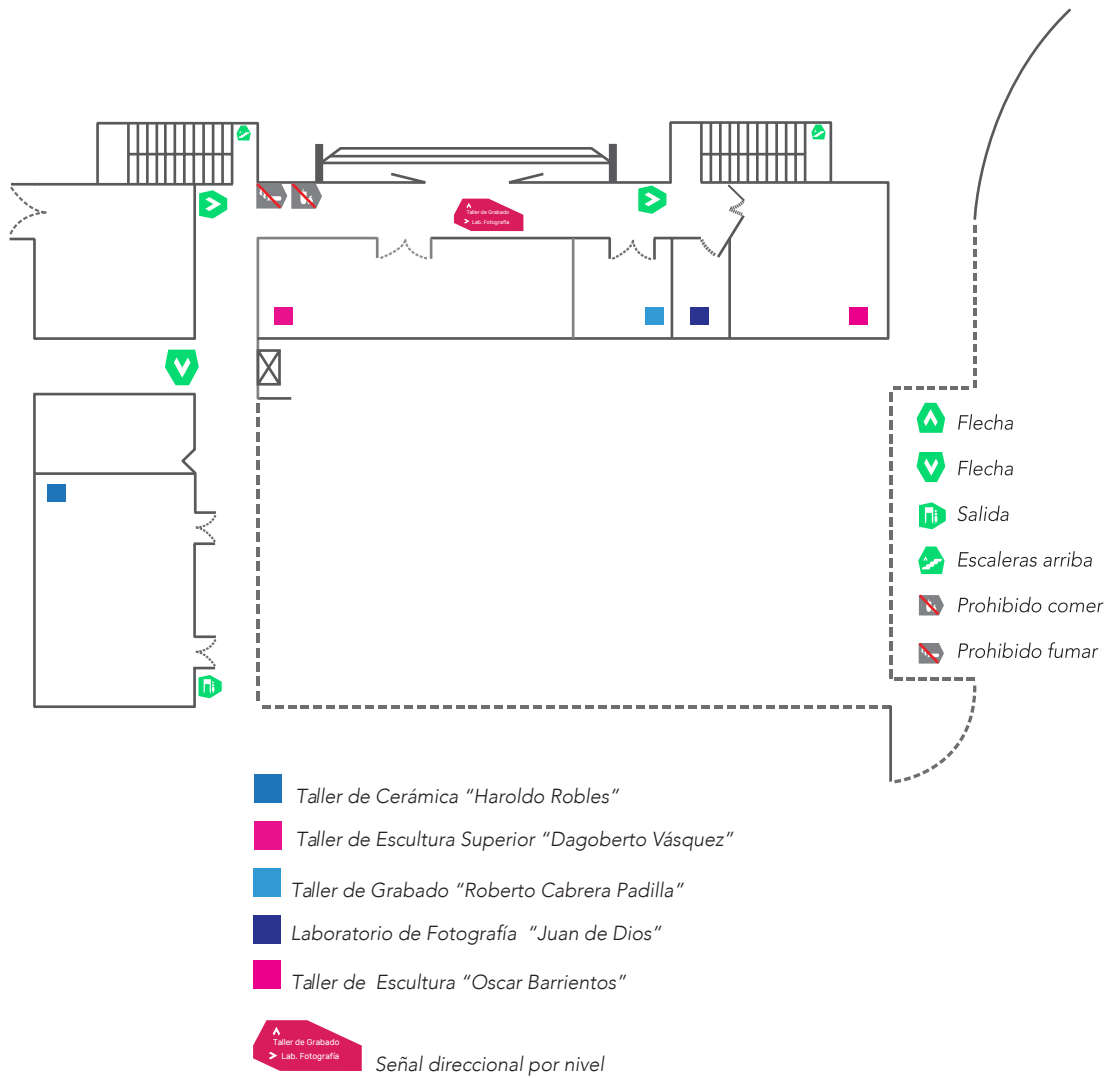 Taller de Grabado
Lab. Fotografía
Flecha
Flecha
Salida
Escaleras arriba
Prohibido comer
Prohibido fumar
Taller de Cerámica “Haroldo Robles”
Taller de Escultura Superior “Dagoberto Vásquez”
Taller de Grabado “Roberto Cabrera Padilla”
Laboratorio de Fotografía “Juan de Dios”
Taller de Escultura “Oscar Barrientos”
Taller de Grabado
Lab. Fotografía
Señal direccional por nivel